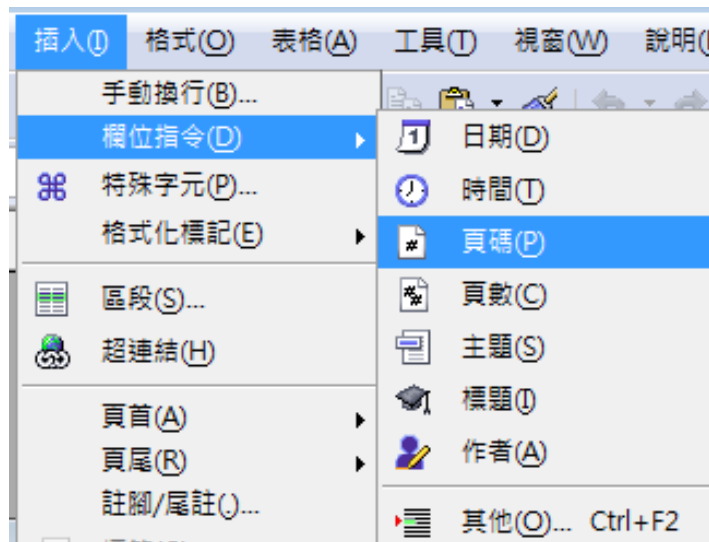 插入(I) 格式(O) 表格(A) 工具(T) 視窗(W) 說明(
手動換行(B)...
欄位指令(D)
特殊字元(P)...
格式化標記(E)
區段(S)...
超連結(H)
頁首(A)
頁尾(R)
註腳/尾註(.)...
日期(D)
時間(T)
頁碼(P)
頁數(C)
主題(S)
標題(I)
作者(A)
其他(O)... Ctrl+F2